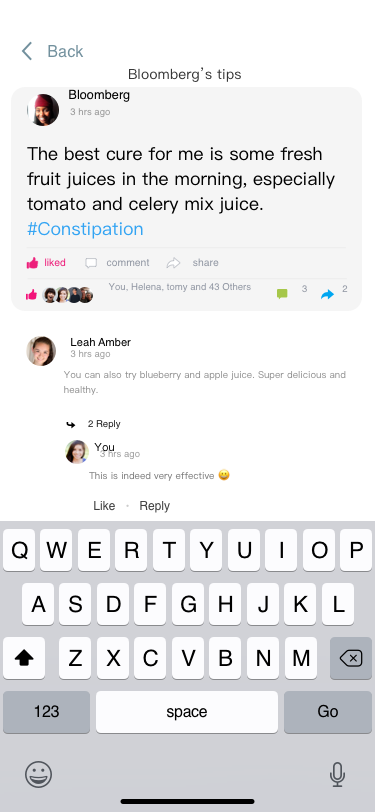 Back
Bloomberg's tips
Bloomberg
3 hrs ago
The best cure for me is some fresh
fruit juices in the morning, especially
tomato and celery mix juice.
#Constipation
liked comment share
You, Helena, tomy and 43 Others 3 2
Leah Amber
3 hrs ago
You can also try blueberry and apple juice. Super delicious and
healthy.
2 Reply
You
3 hrs ago
This is indeed very effective 😀
Like · Reply
Q W E R T Y U I O P
A S D F G H J K L
Z X C V B N M
123 space Go